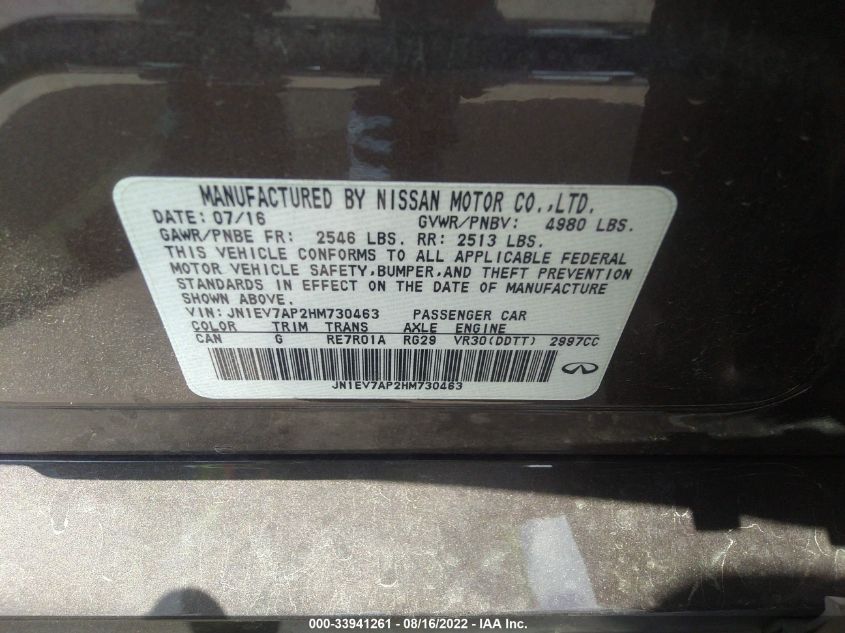 MANUFACTURED BY NISSAN MOTOR CO.,LTD.
DATE: 07/16 GVWR/PNBV: 4980 LBS.
GAWR/PNBE FR: 2546 LBS. RR: 2513 LBS.
THIS VEHICLE CONFORMS TO ALL APPLICABLE FEDERAL
MOTOR VEHICLE SAFETY,BUMPER,AND THEFT PREVENTION
STANDARDS IN EFFECT ON THE DATE OF MANUFACTURE
SHOWN ABOVE.
VIN: JN1EV7AP2HM730463 PASSENGER CAR
COLOR TRIM TRANS AXLE ENGINE
CAN G RE7R01A RG29 VR30(DDTT) 2997CC
JN1EV7AP2HM730463
000-33941261 - 08/16/2022 - IAA Inc.